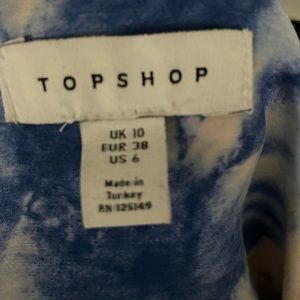 TOPSHOP
UK 10
EUR 38
US 6
Made in
Turkey
RN 125149